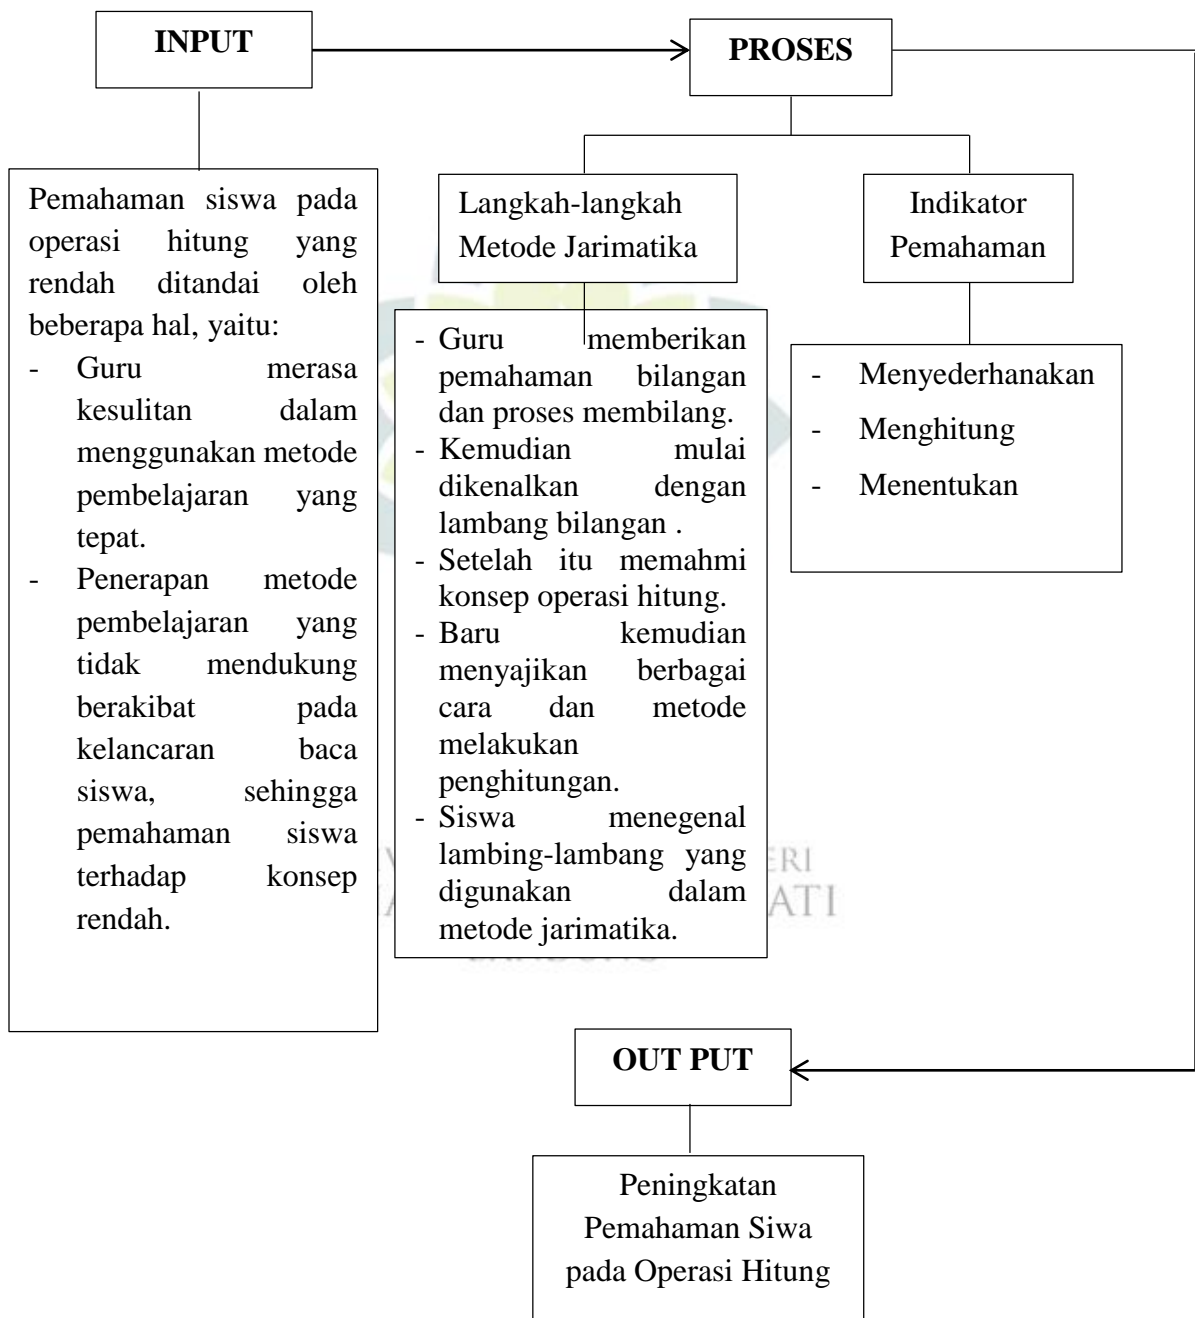 INPUT
PROSES
Pemahaman siswa pada
operasi hitung yang
rendah ditandai oleh
beberapa hal, yaitu:
- Guru merasa
kesulitan dalam
menggunakan metode
pembelajaran yang
tepat.
- Penerapan metode
pembelajaran yang
tidak mendukung
berakibat pada
kelancaran baca
siswa, sehingga
pemahaman siswa
terhadap konsep
rendah.
Langkah-langkah
Metode Jarimatika
- Guru memberikan
pemahaman bilangan
dan proses membilang.
- Kemudian mulai
dikenalkan dengan
lambang bilangan .
- Setelah itu memahmi
konsep operasi hitung.
- Baru kemudian
menyajikan berbagai
cara dan metode
melakukan
penghitungan.
- Siswa menegenal
lambing-lambang yang
digunakan dalam
metode jarimatika.
Indikator
Pemahaman
- Menyederhanakan
- Menghitung
- Menentukan
ERI
ATI
OUT PUT
Peningkatan
Pemahaman Siwa
pada Operasi Hitung